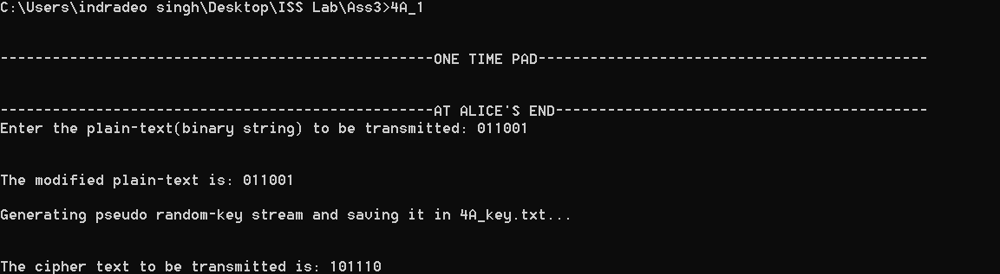 C:\Users\indradeo singh\Desktop\ISS Lab\Ass3>4A_1
--------------------------------------------------ONE TIME PAD---------------------------------------------
--------------------------------------------------AT ALICE'S END-------------------------------------------
Enter the plain-text(binary string) to be transmitted: 011001
The modified plain-text is: 011001
Generating pseudo random-key stream and saving it in 4A_key.txt...
The cipher text to be transmitted is: 101110